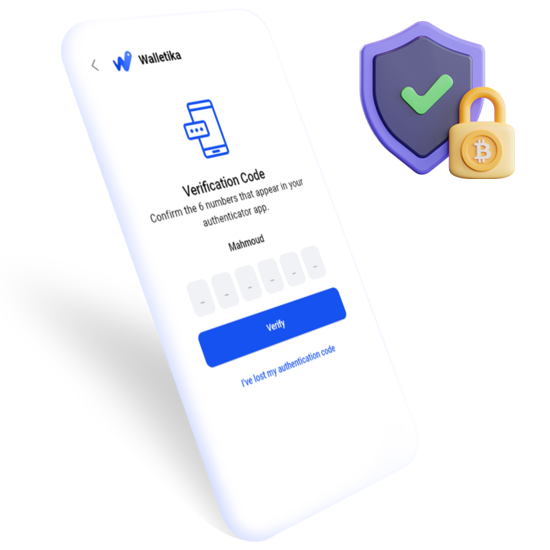 Walletika
Verification Code
Confirm the 6 numbers that appear in your
authenticator app.
Mahmoud
_ _ _ _ _ _
Verify
I've lost my authentication code